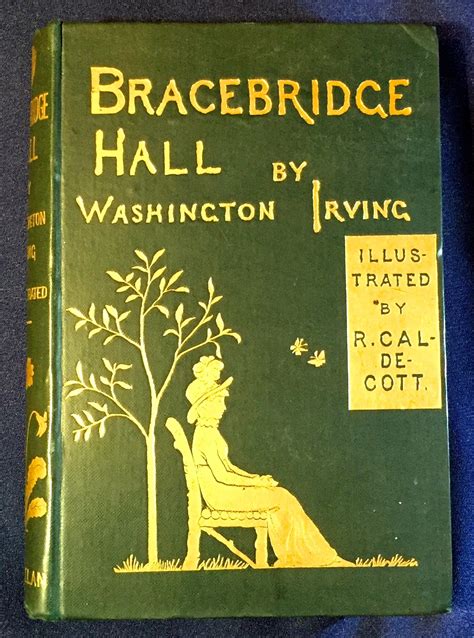 BRACEBRIDGE
HALL BY
WASHINGTON IRVING
ILLUS-
TRATED
BY
R. CAL-
DE-
COTT.